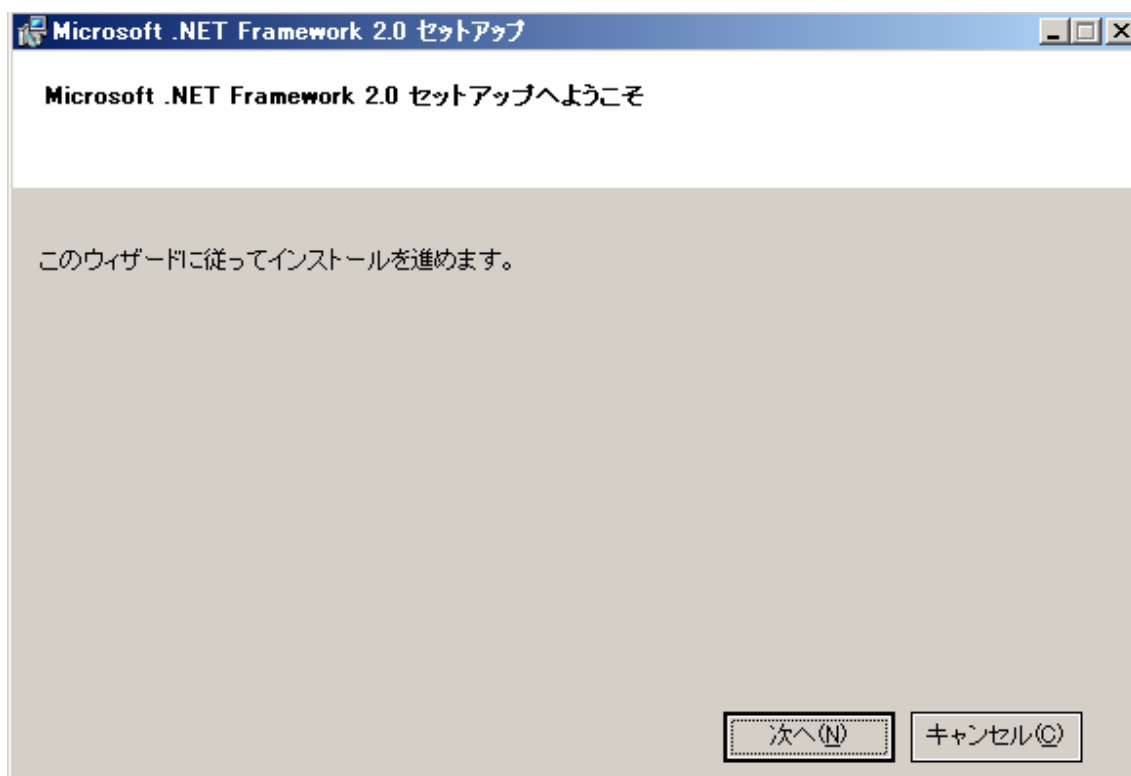 Microsoft .NET Framework 2.0 セットアップ
Microsoft .NET Framework 2.0 セットアップへようこそ
このウィザードに従ってインストールを進めます。
次へ(N)
キャンセル(C)